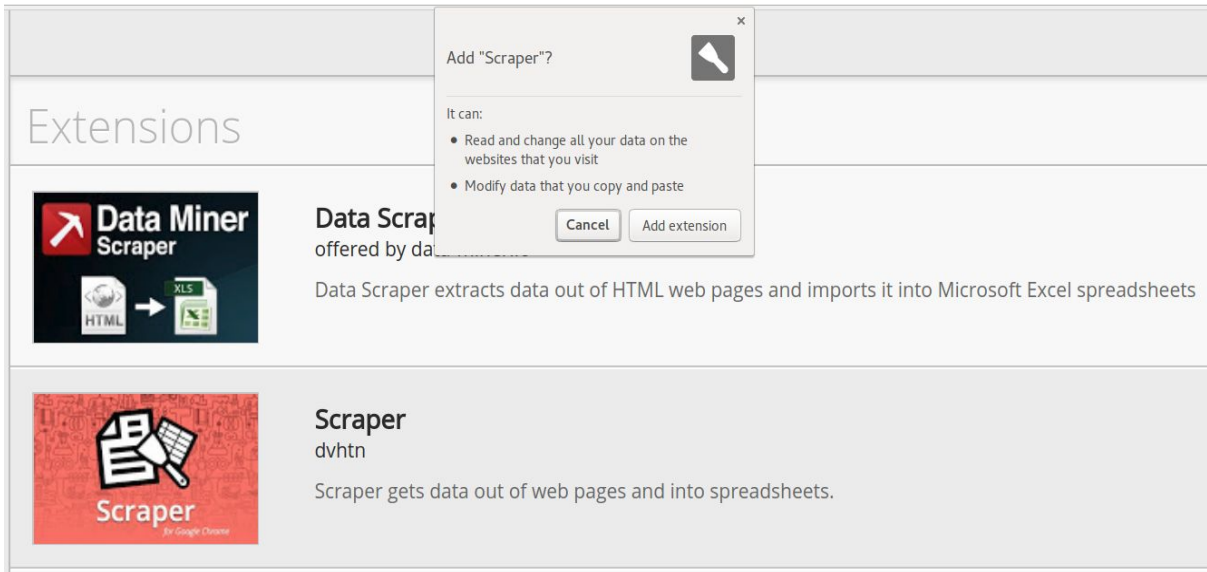 ×
Add "Scraper"?
It can:
• Read and change all your data on the
websites that you visit
• Modify data that you copy and paste
Cancel
Add extension
Extensions
Data Miner
Scraper
HTML
XLS
Data Scrap
offered by
Data Scraper extracts data out of HTML web pages and imports it into Microsoft Excel spreadsheets
Scraper
for Google Chrome
Scraper
dvhtn
Scraper gets data out of web pages and into spreadsheets.